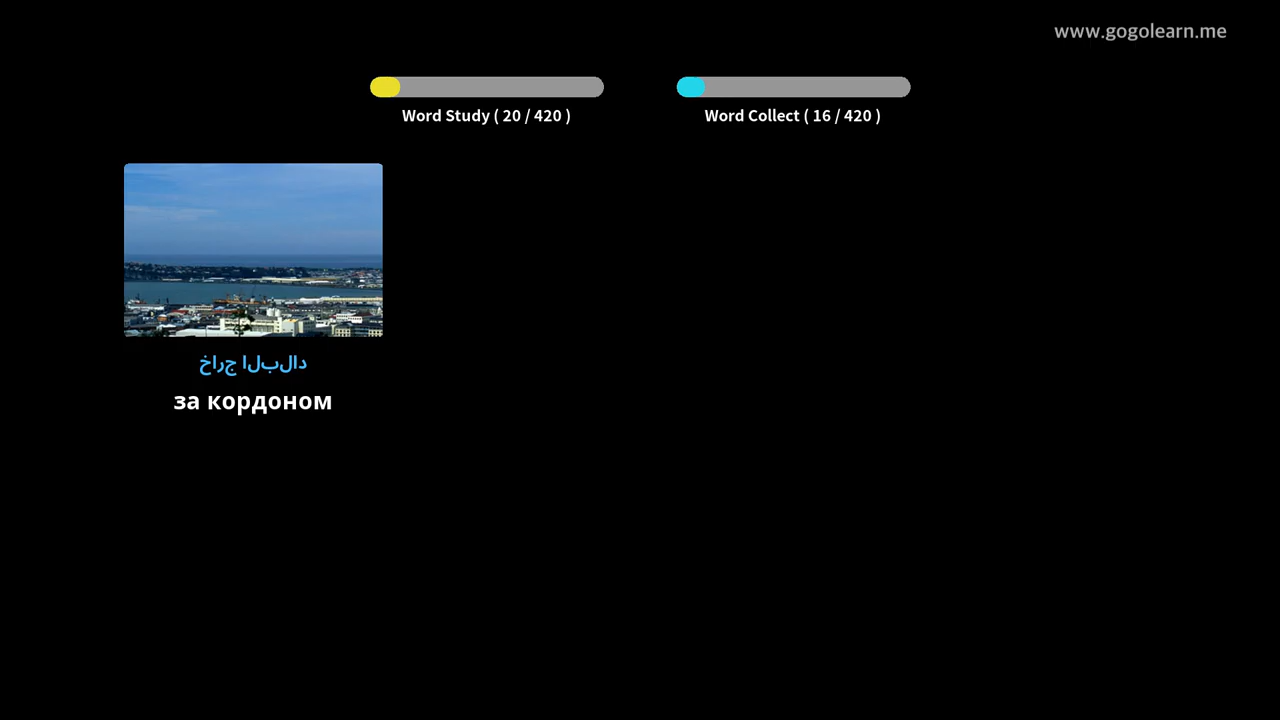 www.gogolearn.me
Word Study ( 20 / 420 )
Word Collect ( 16 / 420 )
خارج البلاد
за кордоном